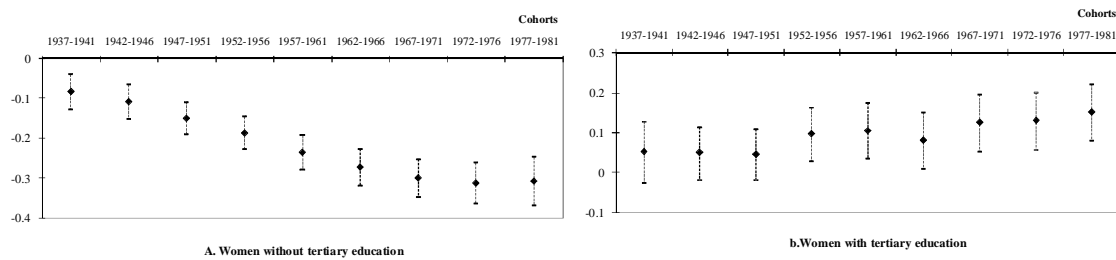 Cohorts
1937-1941 1942-1946 1947-1951 1952-1956 1957-1961 1962-1966 1967-1971 1972-1976 1977-1981
0
-0.1
-0.2
-0.3
-0.4
A. Women without tertiary education
Cohorts
1937-1941 1942-1946 1947-1951 1952-1956 1957-1961 1962-1966 1967-1971 1972-1976 1977-1981
0.3
0.2
0.1
0
-0.1
b.Women with tertiary education